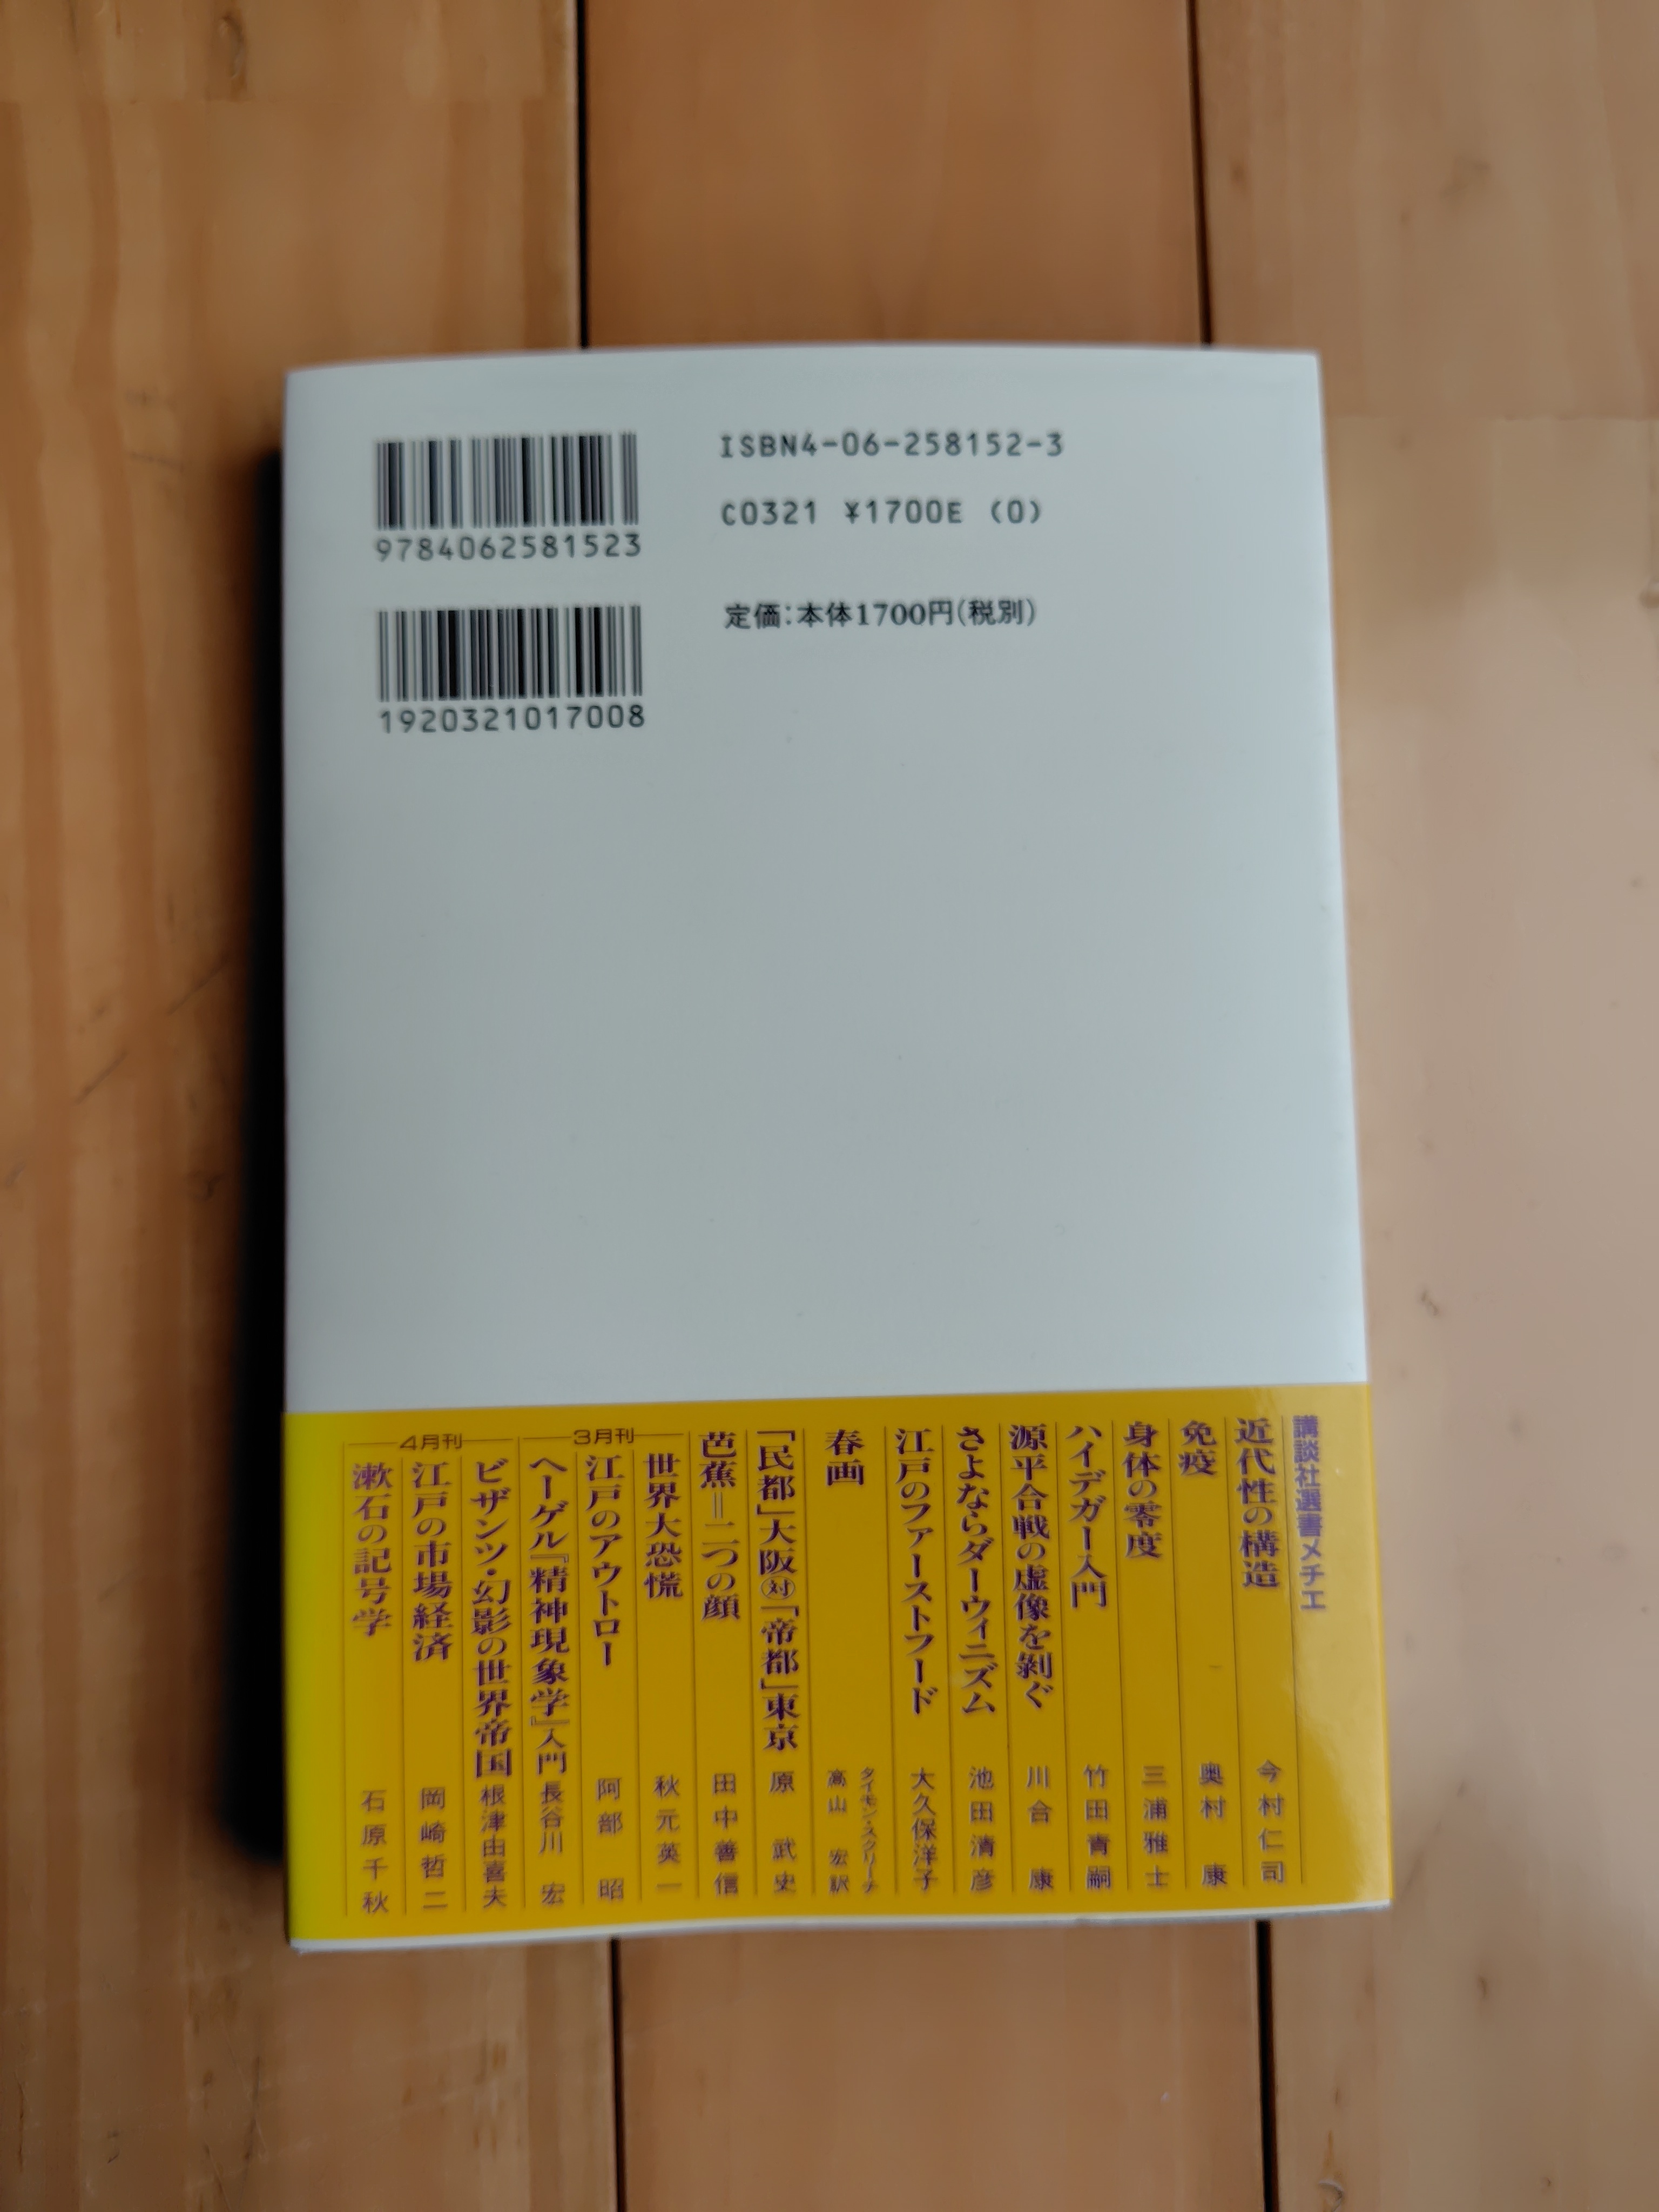 9784062581523
1920321017008
ISBN4-06-258152-3
C0321 ¥1700E (0)
定価:本体1700円(税別)
講談社選書メチエ
近代性の構造 今村仁司
免疫 奥村 康
身体の零度 三浦雅士
ハイデガー入門 竹田青嗣
源平合戦の虚像を剝ぐ 川合 康
さよならダーウィニズム 池田清彦
江戸のファーストフード 大久保洋子
春画 タイモン・スクリーチ
高山 宏訳
「民都」大阪㊟「帝都」東京 原 武史
芭蕉=二つの顔 田中善信
3月刊
世界大恐慌 秋元英一
江戸のアウトロー 阿部 昭
ヘーゲル『精神現象学』入門 長谷川 宏
4月刊
ビザンツ・幻影の世界帝国 根津由喜夫
江戸の市場経済 岡崎哲二
漱石の記号学 石原千秋